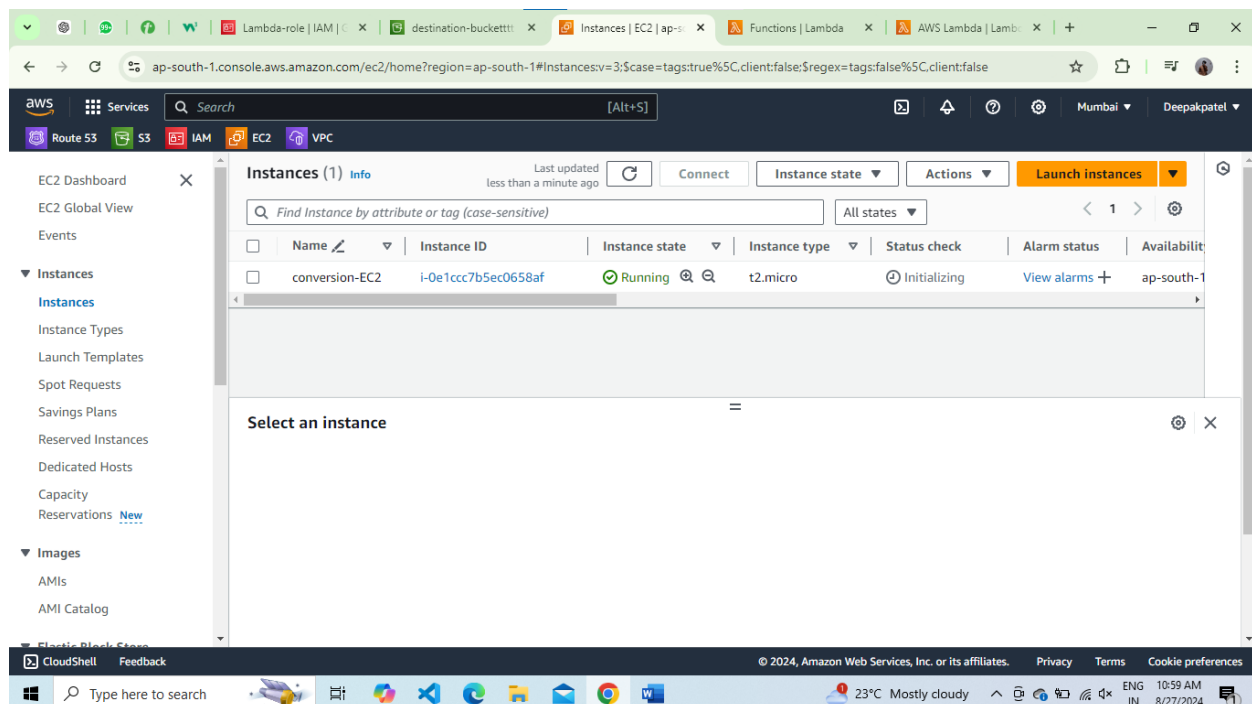 99+
Lambda-role | IAM | G
destination-bucketttt
Instances | EC2 | ap-so
Functions | Lambda
AWS Lambda | Lambd
ap-south-1.console.aws.amazon.com/ec2/home?region=ap-south-1#Instances:v=3;$case=tags:true%5C,client:false;$regex=tags:false%5C,client:false
aws Services Search [Alt+S] Mumbai Deepakpatel
Route 53 S3 IAM EC2 VPC
EC2 Dashboard
EC2 Global View
Events
Instances
Instances
Instance Types
Launch Templates
Spot Requests
Savings Plans
Reserved Instances
Dedicated Hosts
Capacity
Reservations New
Images
AMIs
AMI Catalog
Elastic Block Store
Instances (1) Info
Last updated
less than a minute ago
Connect Instance state Actions Launch instances
Find Instance by attribute or tag (case-sensitive) All states 1
Name Instance ID Instance state Instance type Status check Alarm status Availabilit
conversion-EC2 i-0e1ccc7b5ec0658af Running t2.micro Initializing View alarms ap-south-1
Select an instance
CloudShell Feedback © 2024, Amazon Web Services, Inc. or its affiliates. Privacy Terms Cookie preferences
Type here to search 23°C Mostly cloudy ENG 10:59 AM
IN 8/27/2024